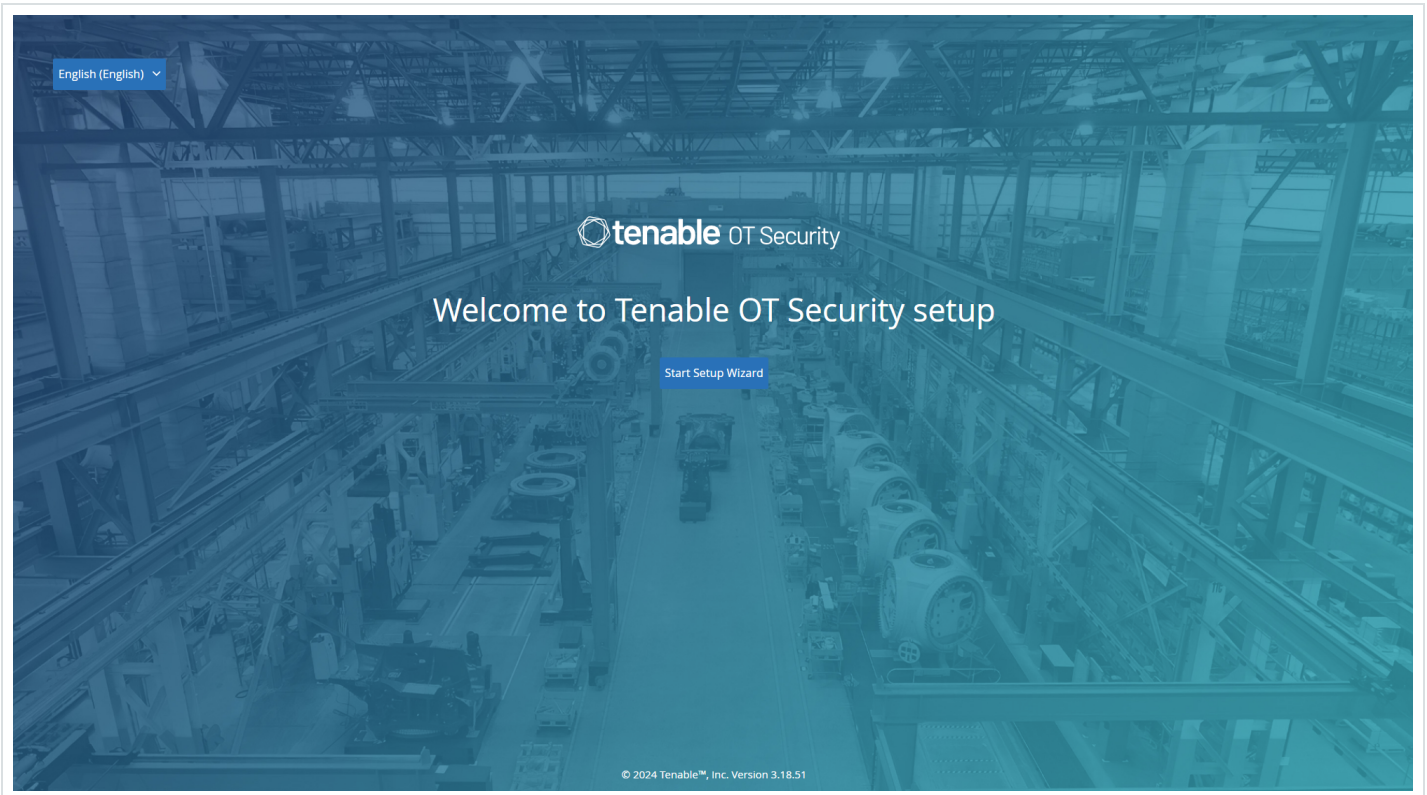 English (English)
tenable OT Security
Welcome to Tenable OT Security setup
Start Setup Wizard
© 2024 Tenable™, Inc. Version 3.18.51